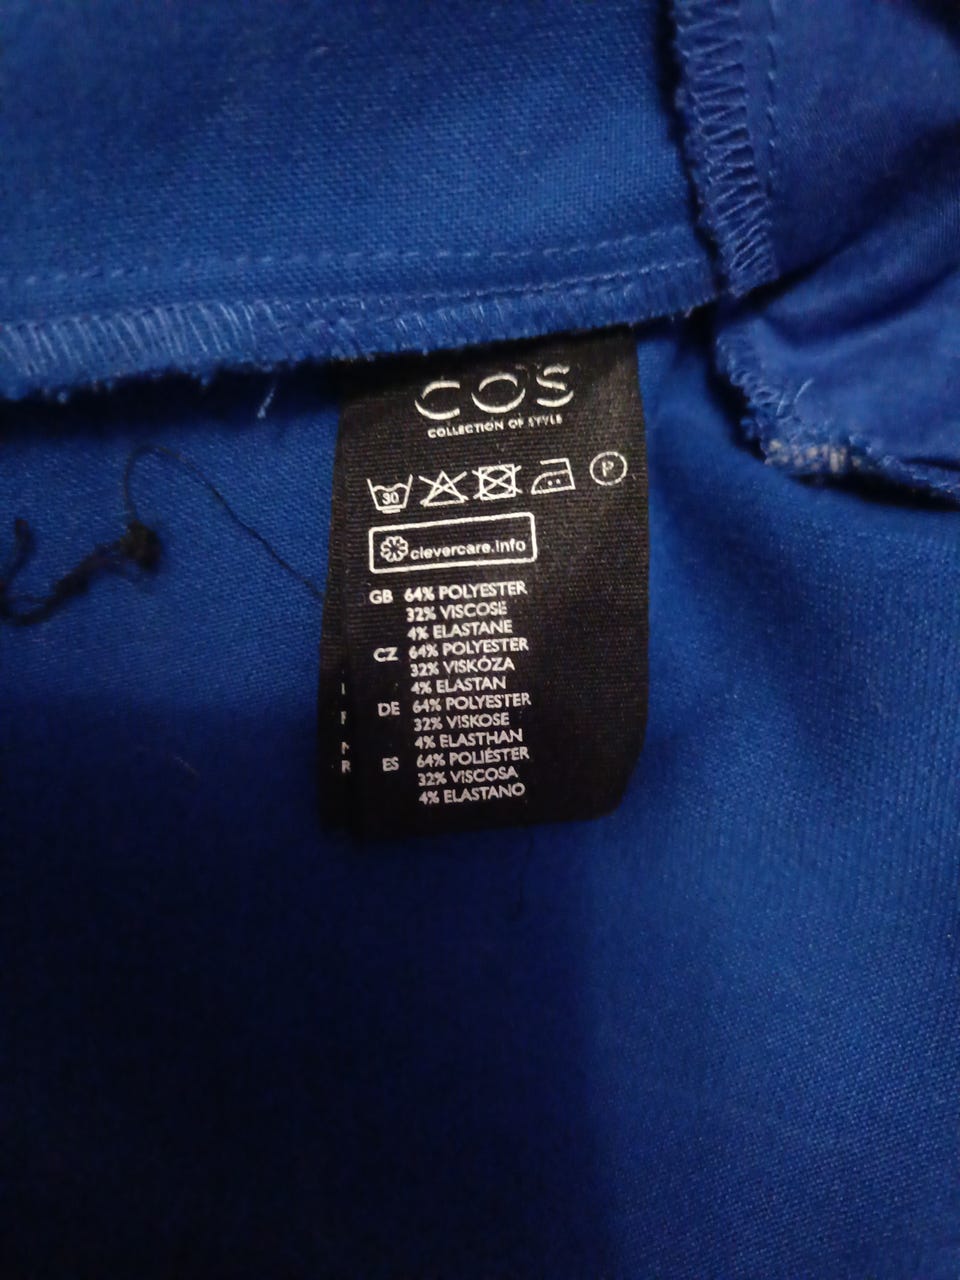 COS
COLLECTION OF STYLE
30 P
clevercare.info
GB 64% POLYESTER
32% VISCOSE
4% ELASTANE
CZ 64% POLYESTER
32% VISKÓZA
4% ELASTAN
DE 64% POLYESTER
32% VISKOSE
4% ELASTHAN
ES 64% POLIÉSTER
32% VISCOSA
4% ELASTANO